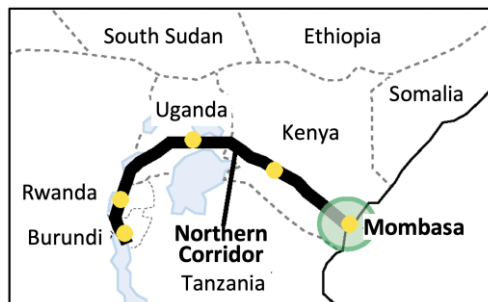 South Sudan
Ethiopia
Somalia
Uganda
Kenya
Rwanda
Burundi
Mombasa
Northern
Corridor
Tanzania